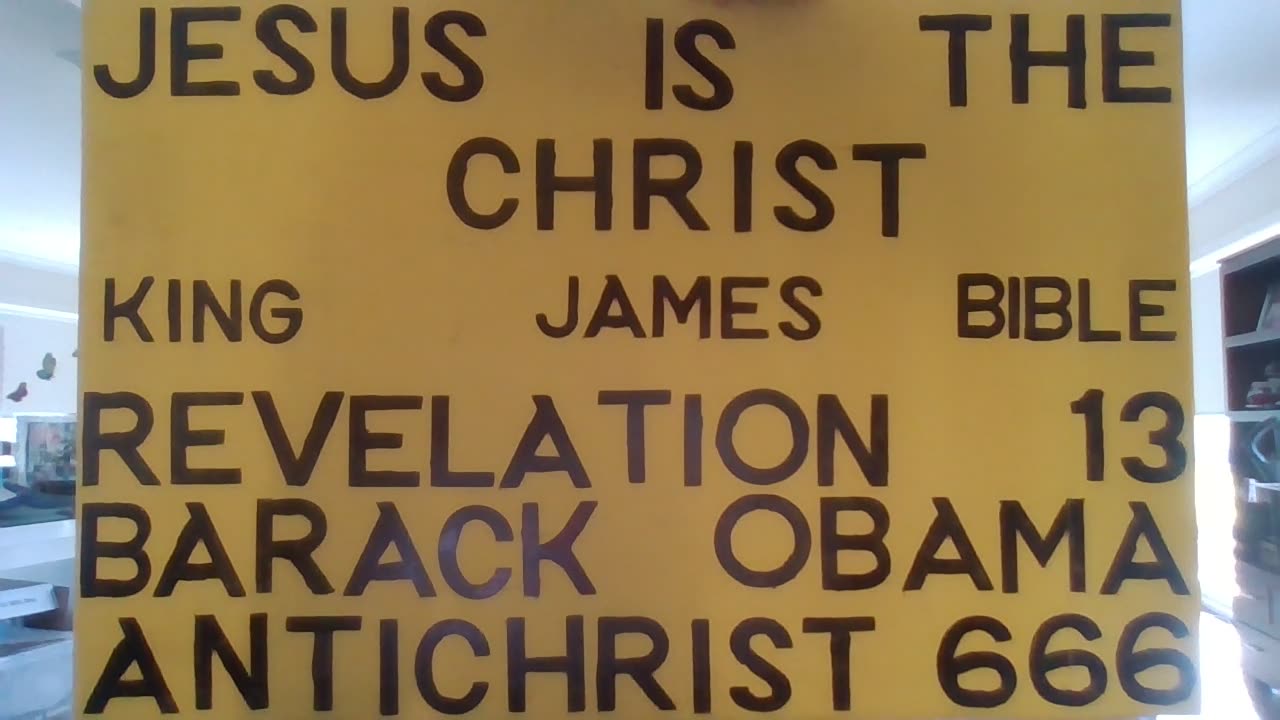 JESUS IS THE
CHRIST
KING JAMES BIBLE
REVELATION 13
BARACK OBAMA
ANTICHRIST 666